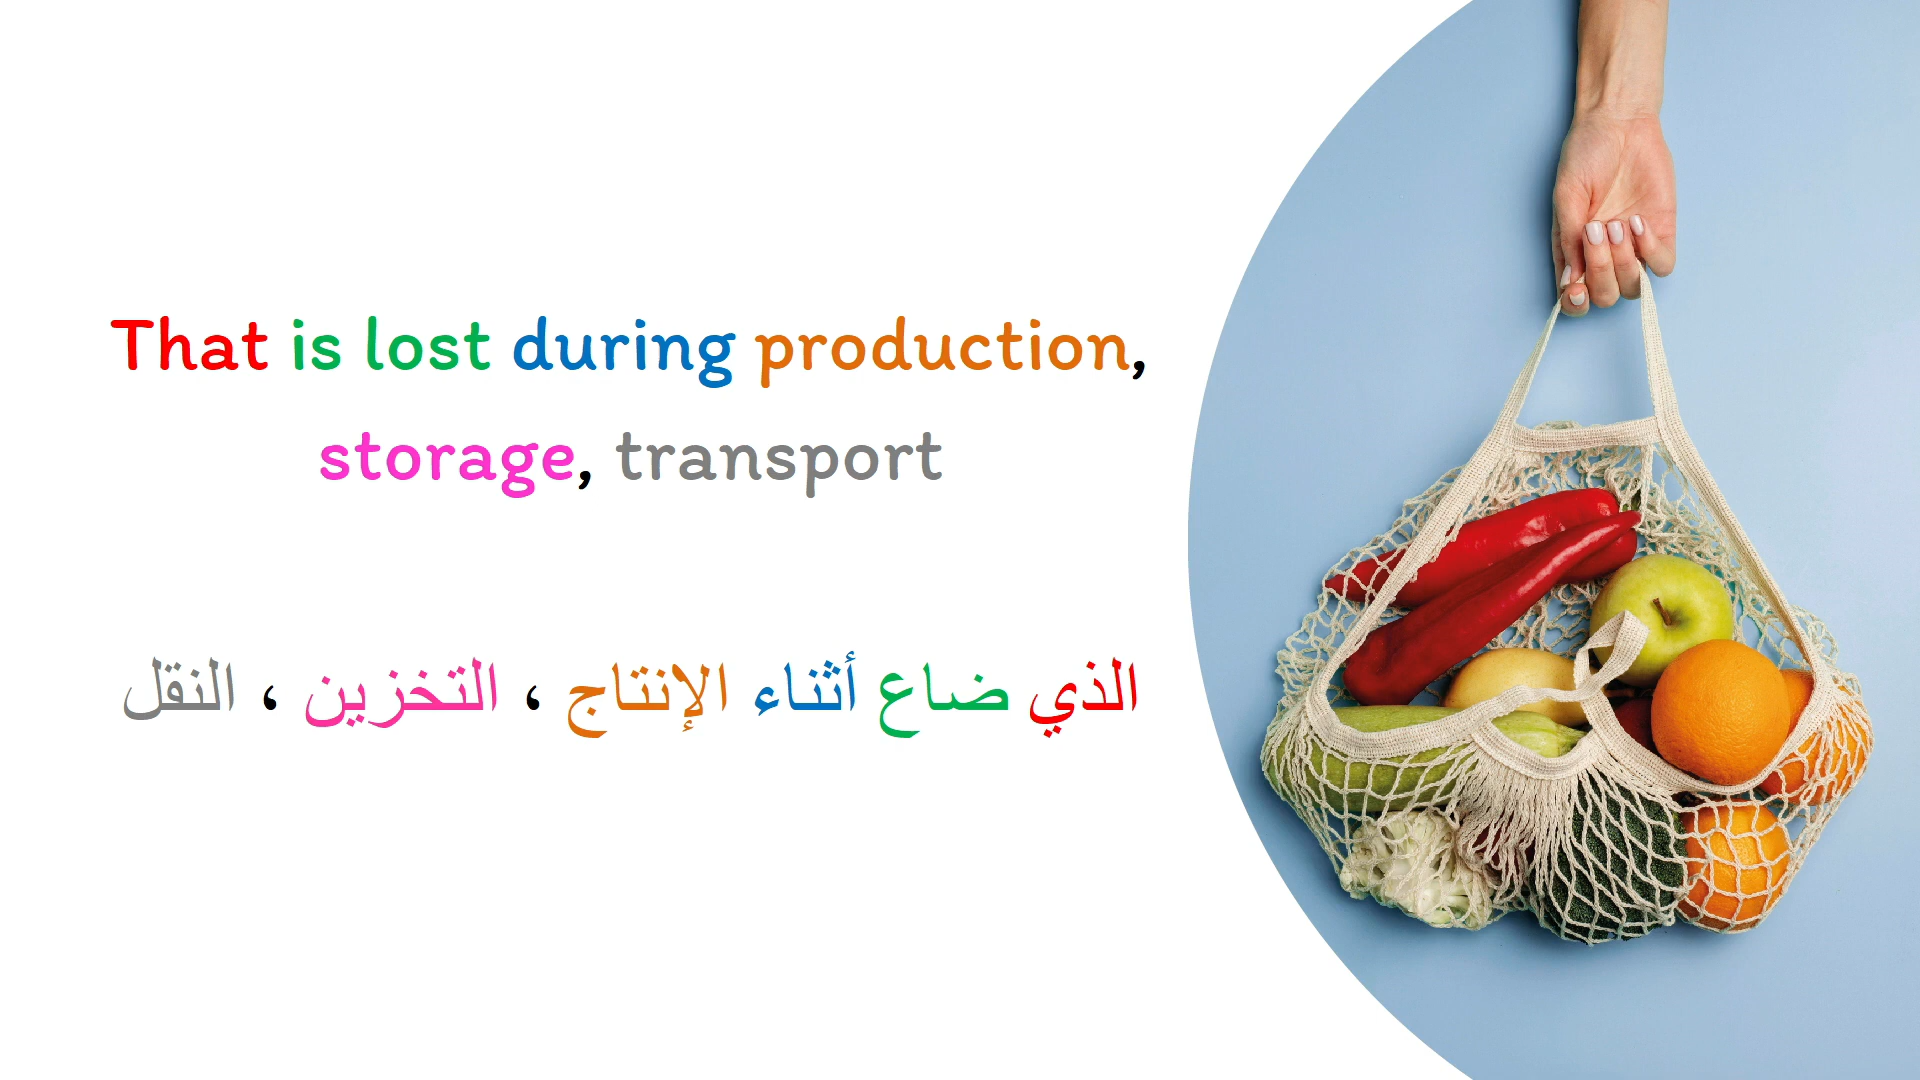 That is lost during production,
storage, transport
الذي ضاع أثناء الإنتاج ، التخزين ، النقل